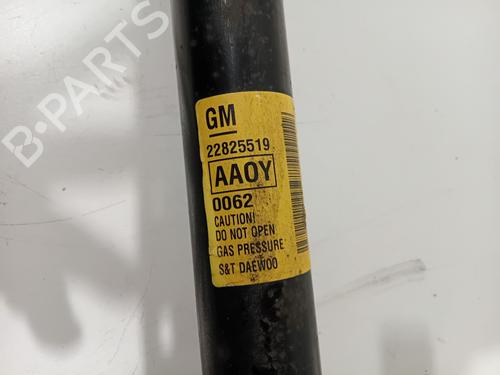 GM
22825519
AAOY
0062
CAUTION!
DO NOT OPEN
GAS PRESSURE
S&T DAEWOO
B-PARTS